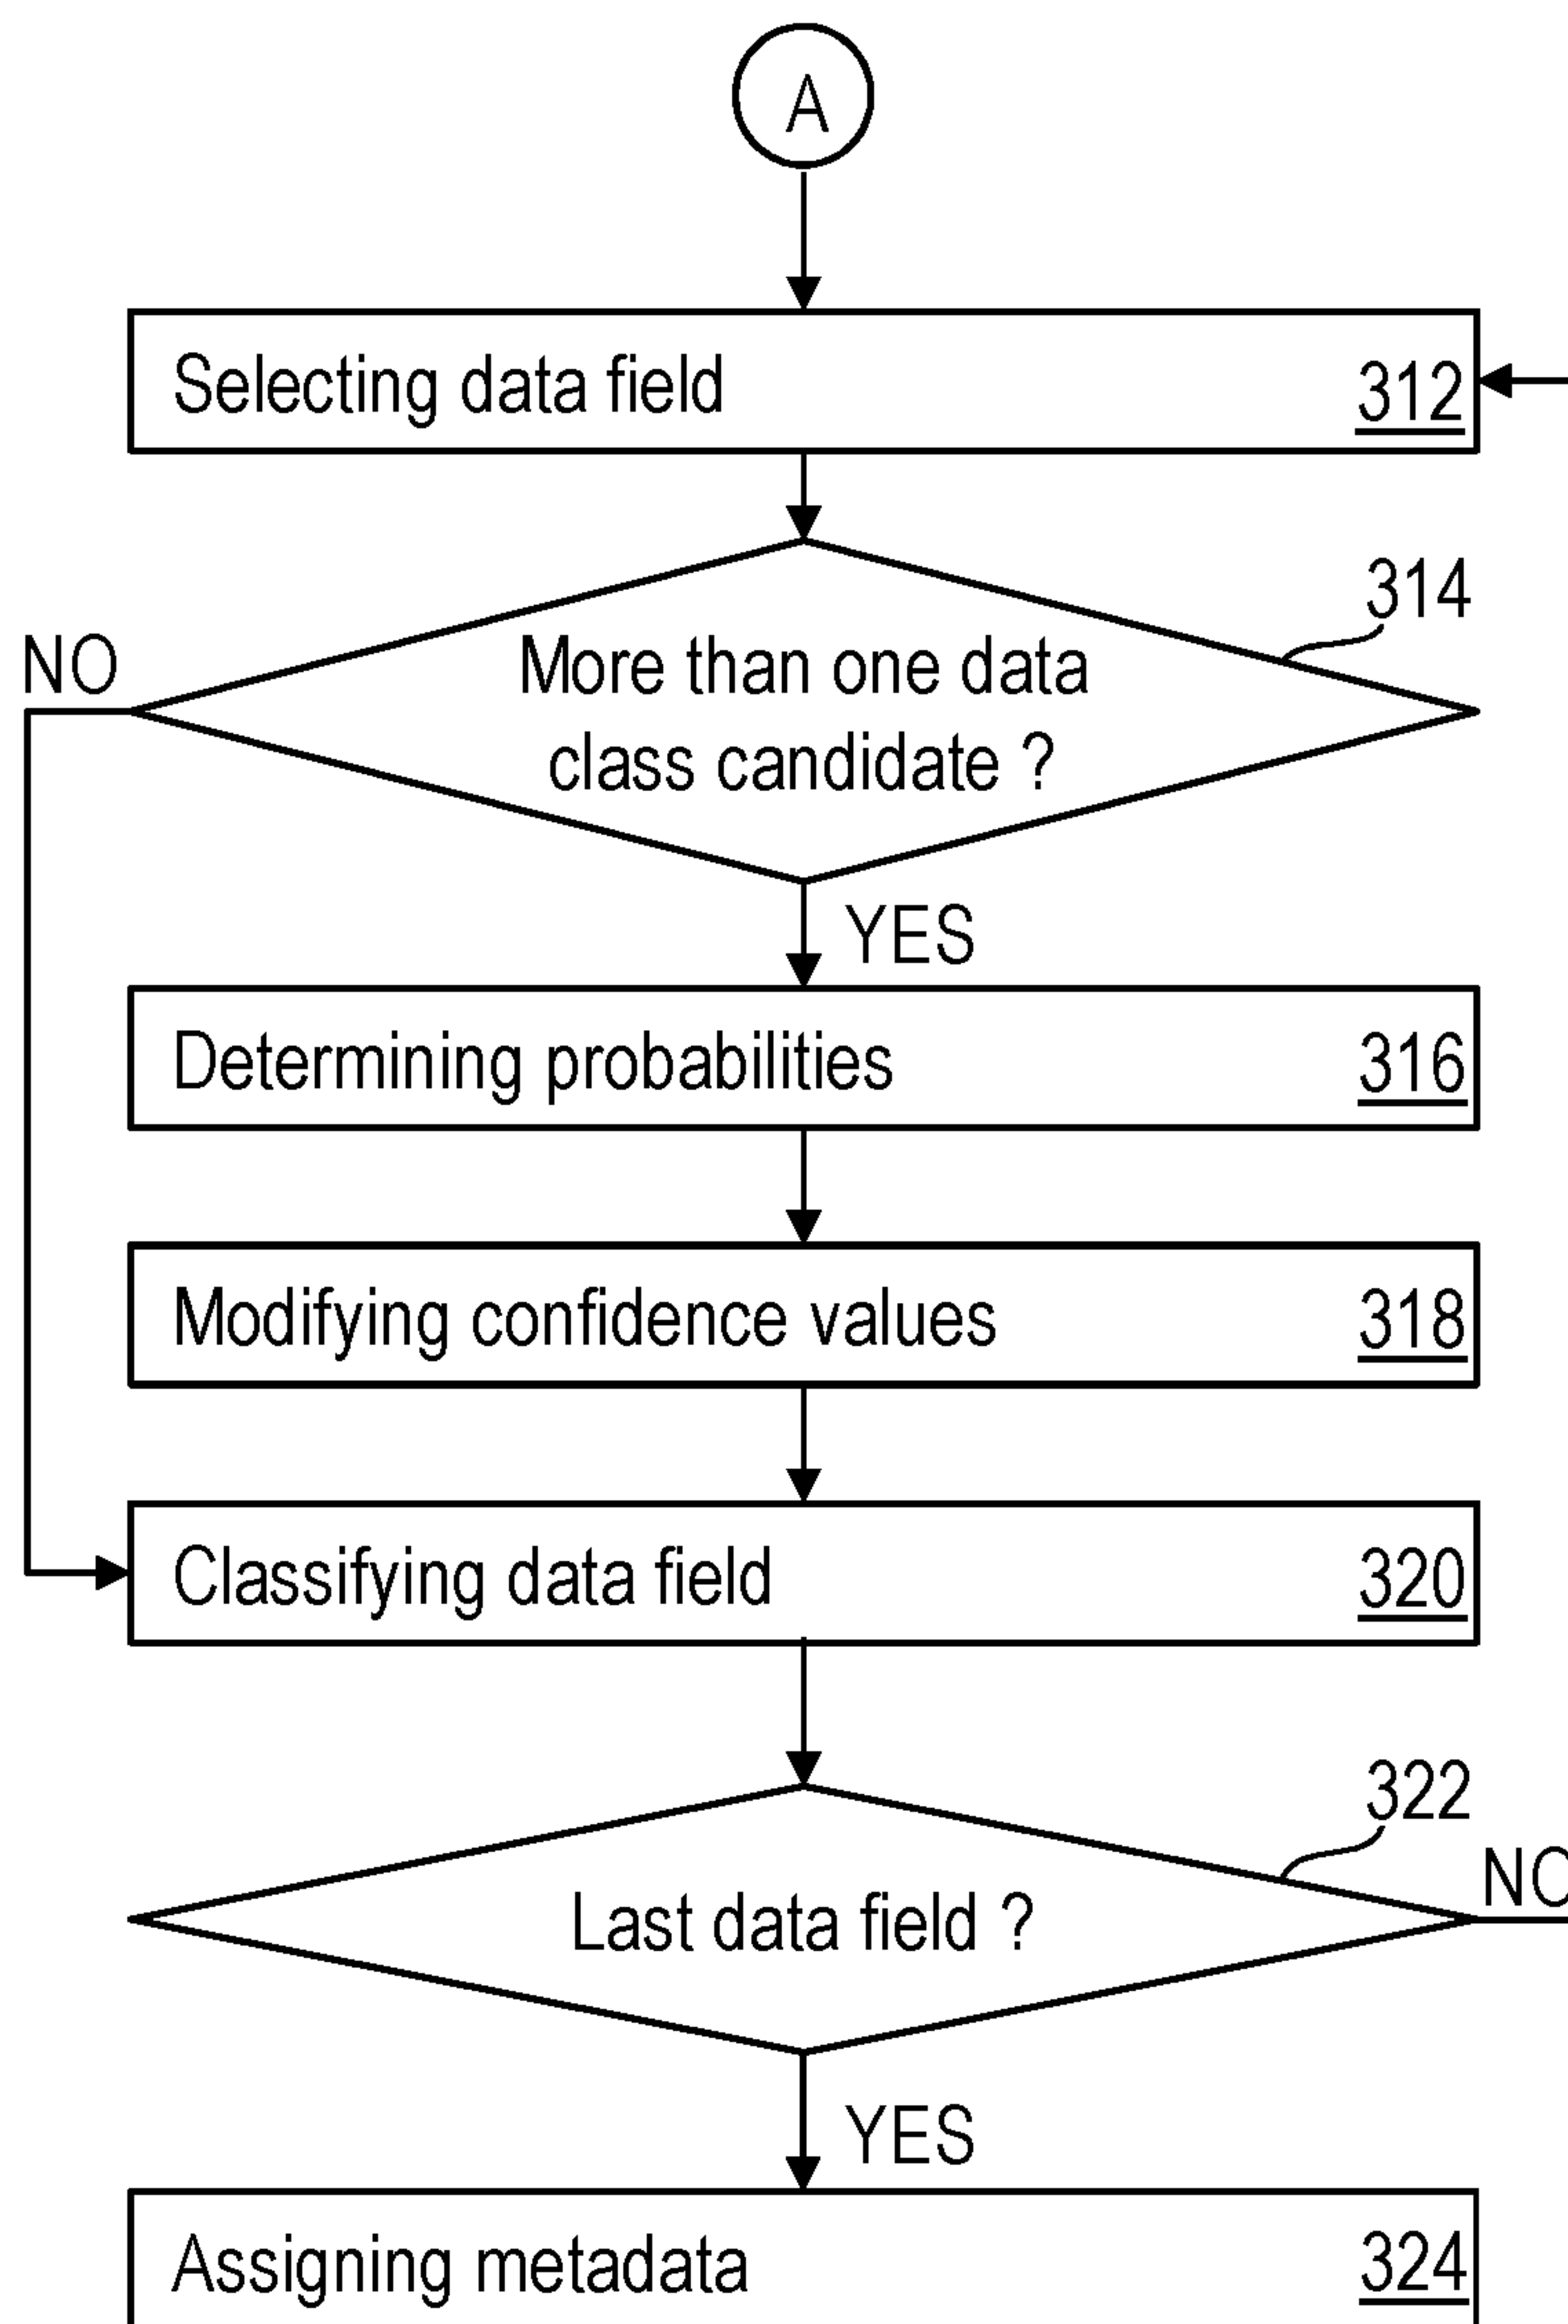 A
Selecting data field 312
314
NO
More than one data
class candidate ?
YES
Determining probabilities 316
Modifying confidence values 318
Classifying data field 320
322
NO
Last data field ?
YES
Assigning metadata 324